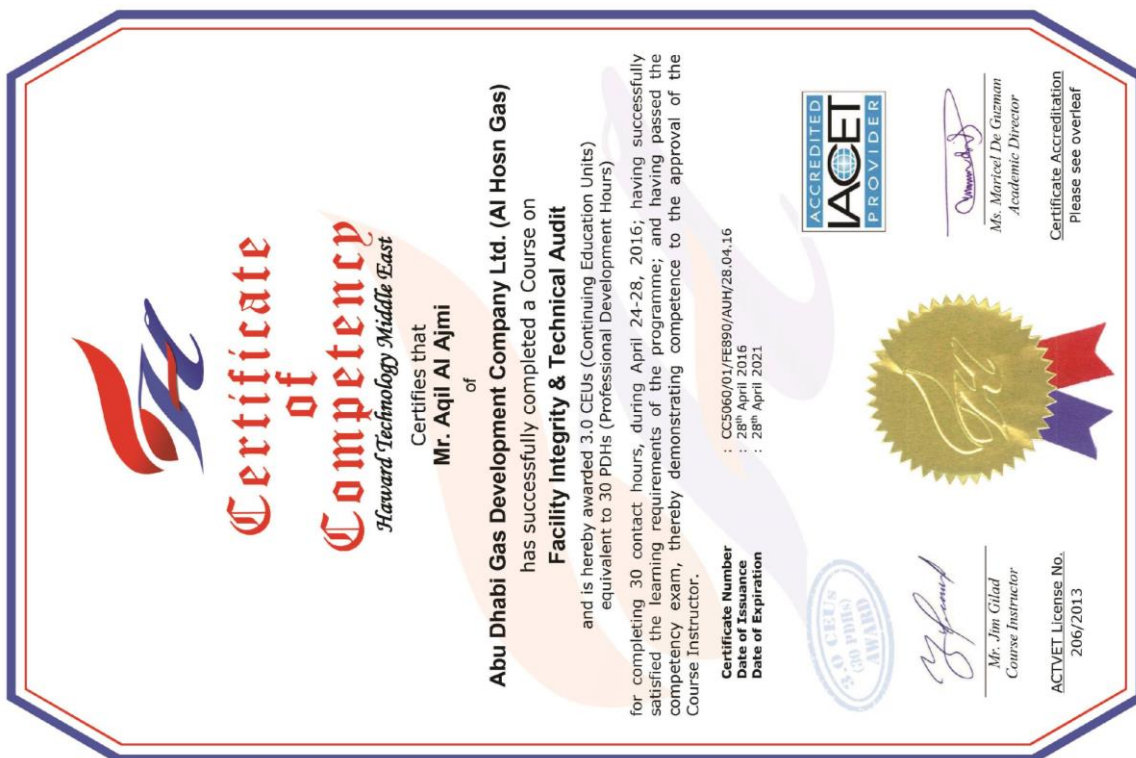 Certificate
of
Competency
Haward Technology Middle East
Certifies that
Mr. Aqil Al Ajmi
of
Abu Dhabi Gas Development Company Ltd. (Al Hosn Gas)
has successfully completed a Course on
Facility Integrity & Technical Audit
and is hereby awarded 3.0 CEUs (Continuing Education Units)
equivalent to 30 PDHs (Professional Development Hours)
for completing 30 contact hours, during April 24-28, 2016; having successfully
satisfied the learning requirements of the programme; and having passed the
competency exam, thereby demonstrating competence to the approval of the
Course Instructor.
Certificate Number : CC5060/01/FE890/AUH/28.04.16
Date of Issuance : 28th April 2016
Date of Expiration : 28th April 2021
3.0 CEUs
(30 PDHs)
AWARD
ACCREDITED
IACET
PROVIDER
Mr. Jim Gilad
Course Instructor
Ms. Maricel De Guzman
Academic Director
ACTVET License No.
206/2013
Certificate Accreditation
Please see overleaf